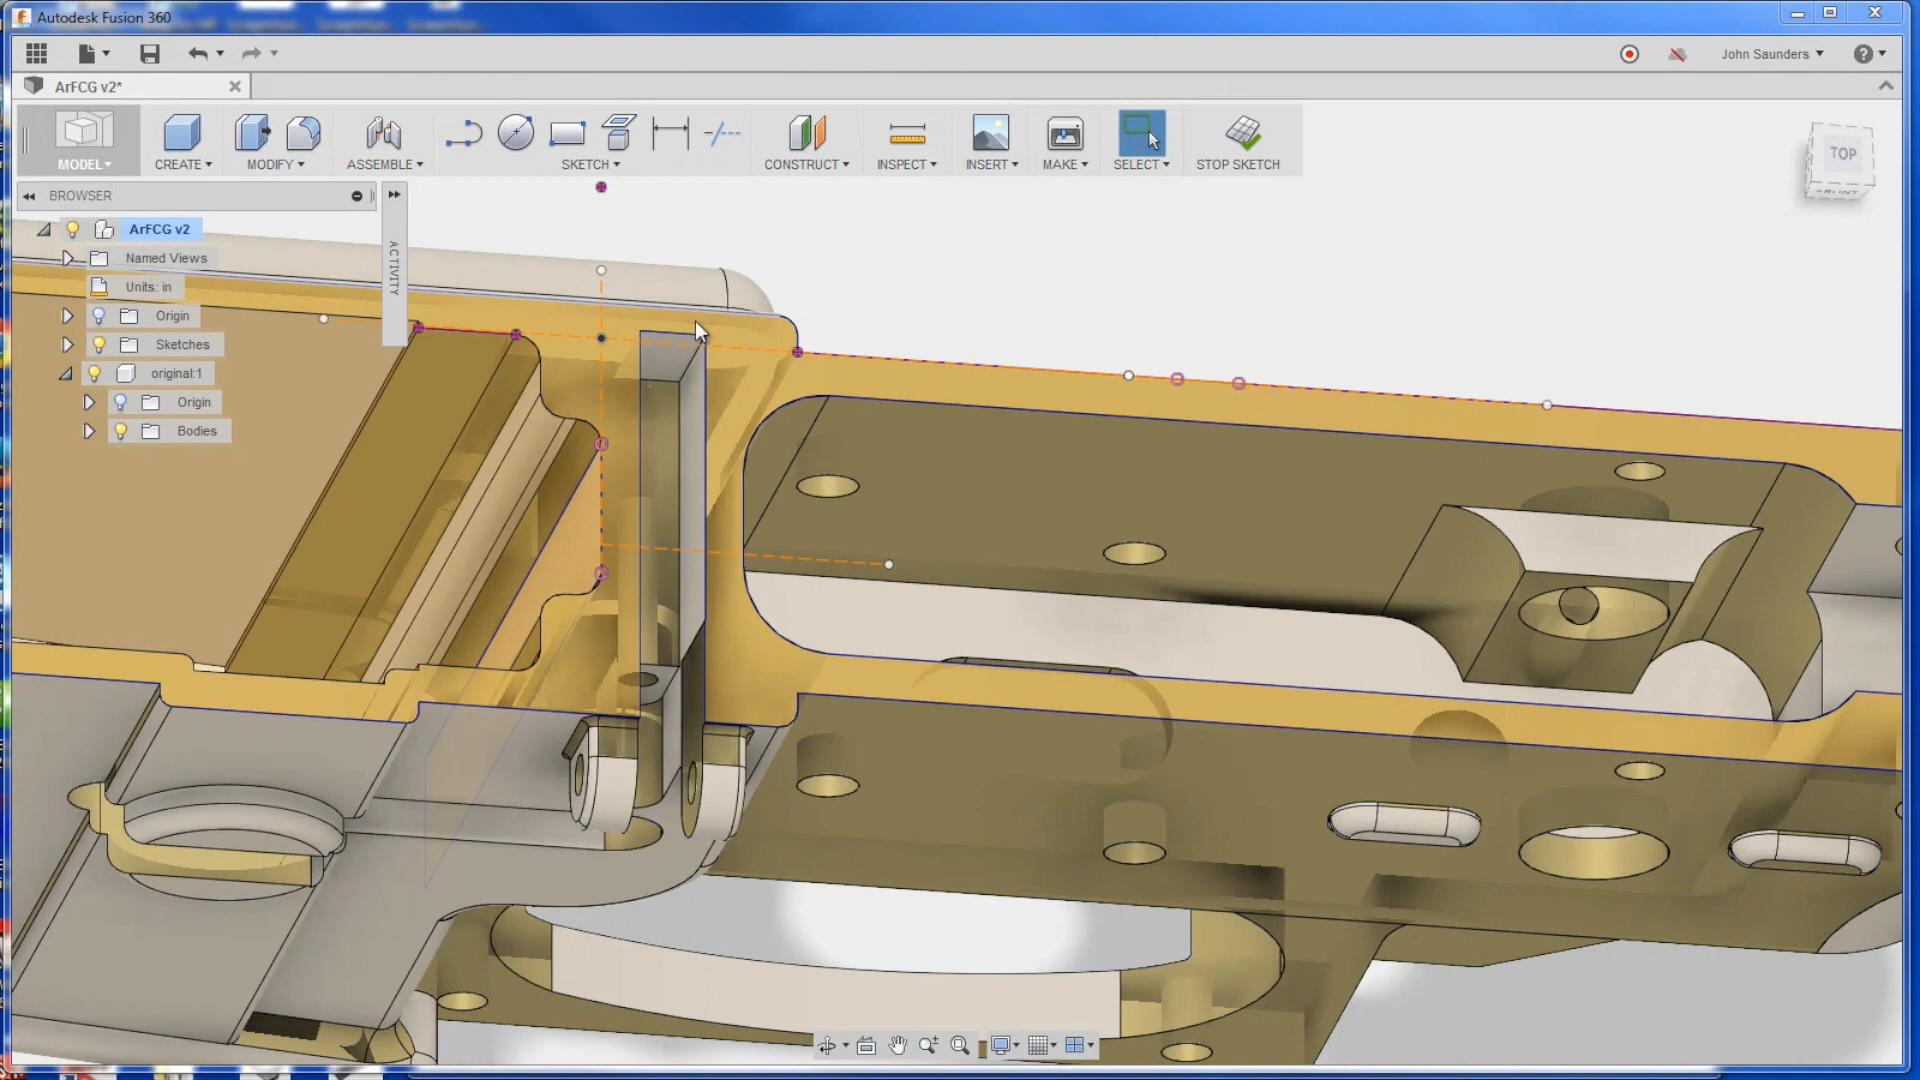 Autodesk Fusion 360
John Saunders
ArFCG v2*
MODEL
CREATE
MODIFY
ASSEMBLE
SKETCH
CONSTRUCT
INSPECT
INSERT
MAKE
SELECT
STOP SKETCH
TOP
FRONT
BROWSER
ACTIVITY
ArFCG v2
Named Views
Units: in
Origin
Sketches
original:1
Origin
Bodies